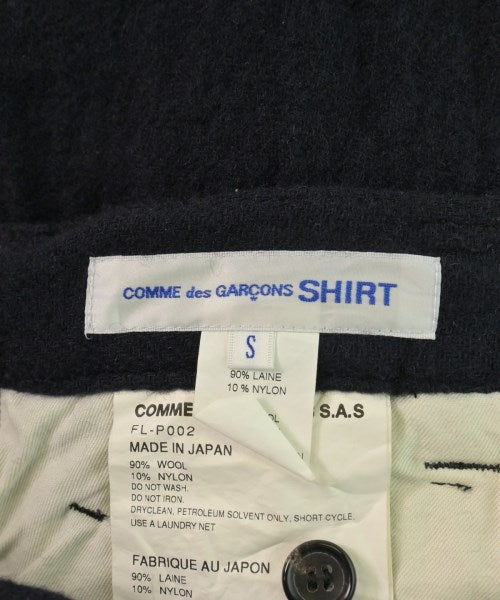 COMME des GARÇONS SHIRT
S
90% LAINE
10% NYLON
COMME S.A.S
FL-P002
MADE IN JAPAN
90% WOOL
10% NYLON
DO NOT WASH.
DO NOT IRON.
DRYCLEAN, PETROLEUM SOLVENT ONLY, SHORT CYCLE.
USE A LAUNDRY NET
FABRIQUE AU JAPON
90% LAINE
10% NYLON